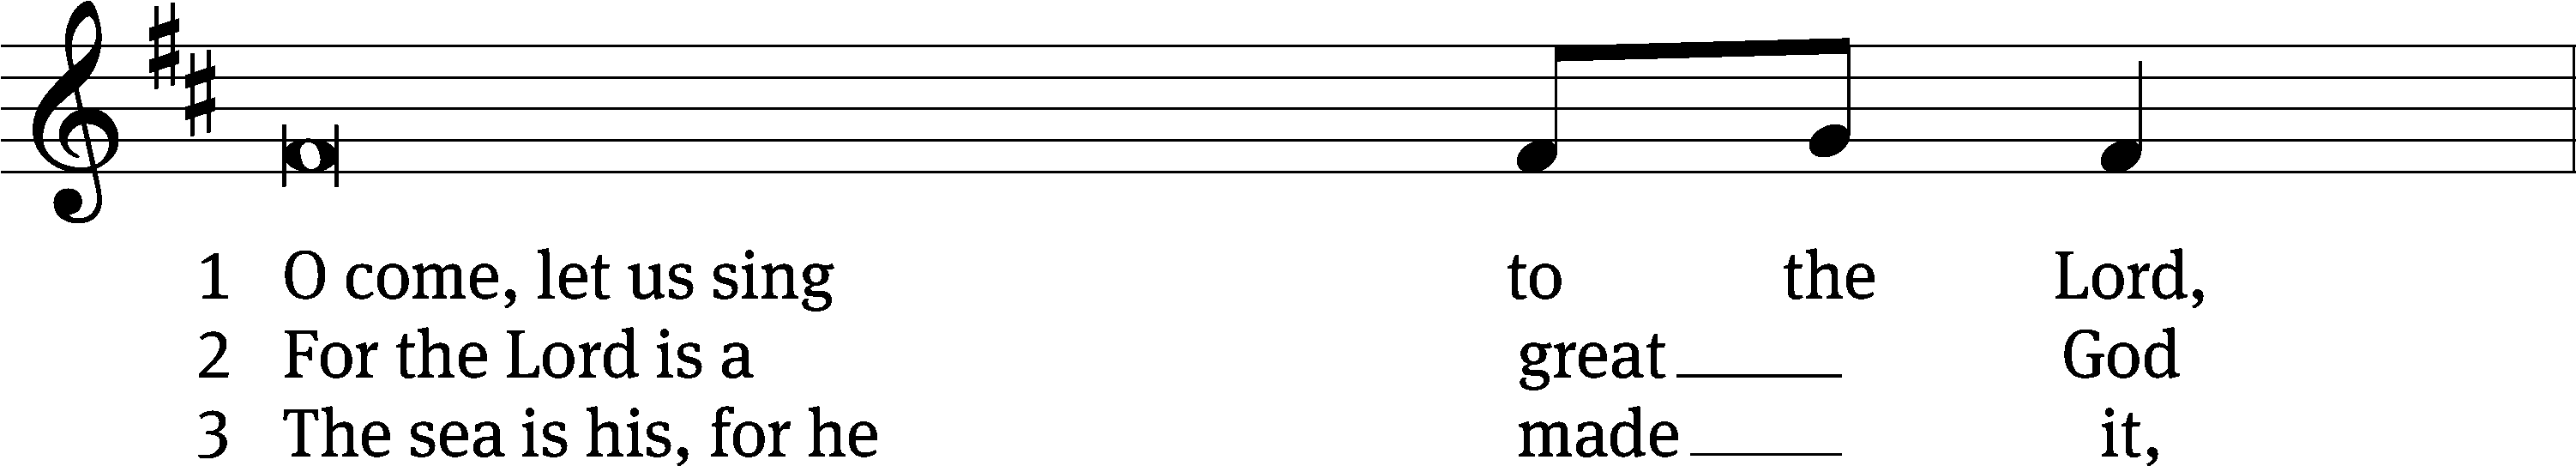 1 O come, let us sing to the Lord,
2 For the Lord is a great God
3 The sea is his, for he made it,